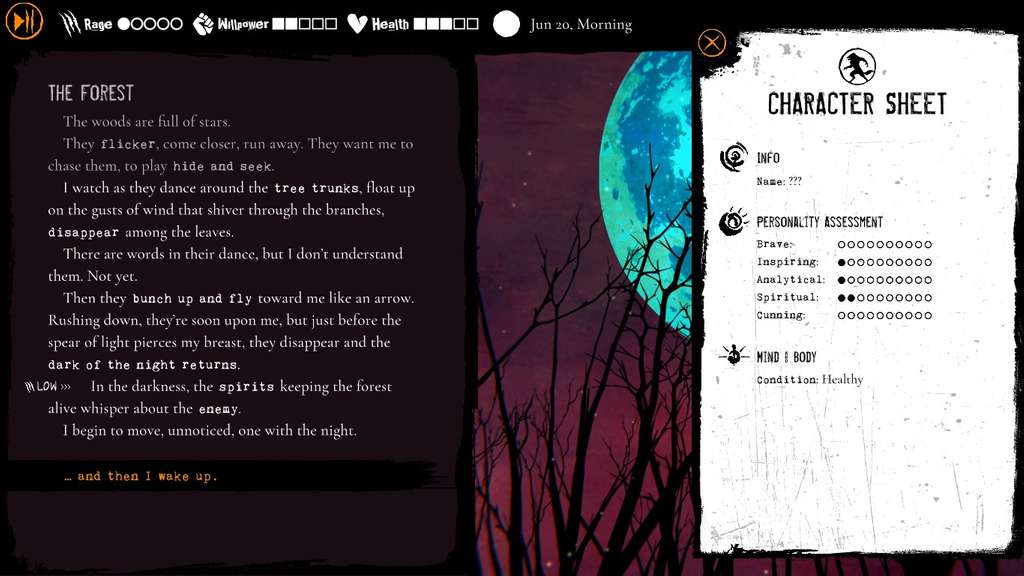 Rage Willpower Health Jun 20, Morning
THE FOREST
The woods are full of stars.
They flicker, come closer, run away. They want me to
chase them, to play hide and seek.
I watch as they dance around the tree trunks, float up
on the gusts of wind that shiver through the branches,
disappear among the leaves.
There are words in their dance, but I don't understand
them. Not yet.
Then they bunch up and fly toward me like an arrow.
Rushing down, they're soon upon me, but just before the
spear of light pierces my breast, they disappear and the
dark of the night returns.
LOW ››› In the darkness, the spirits keeping the forest
alive whisper about the enemy.
I begin to move, unnoticed, one with the night.
… and then I wake up.
CHARACTER SHEET
INFO
Name: ???
PERSONALITY ASSESSMENT
Brave:
Inspiring:
Analytical:
Spiritual:
Cunning:
MIND & BODY
Condition: Healthy